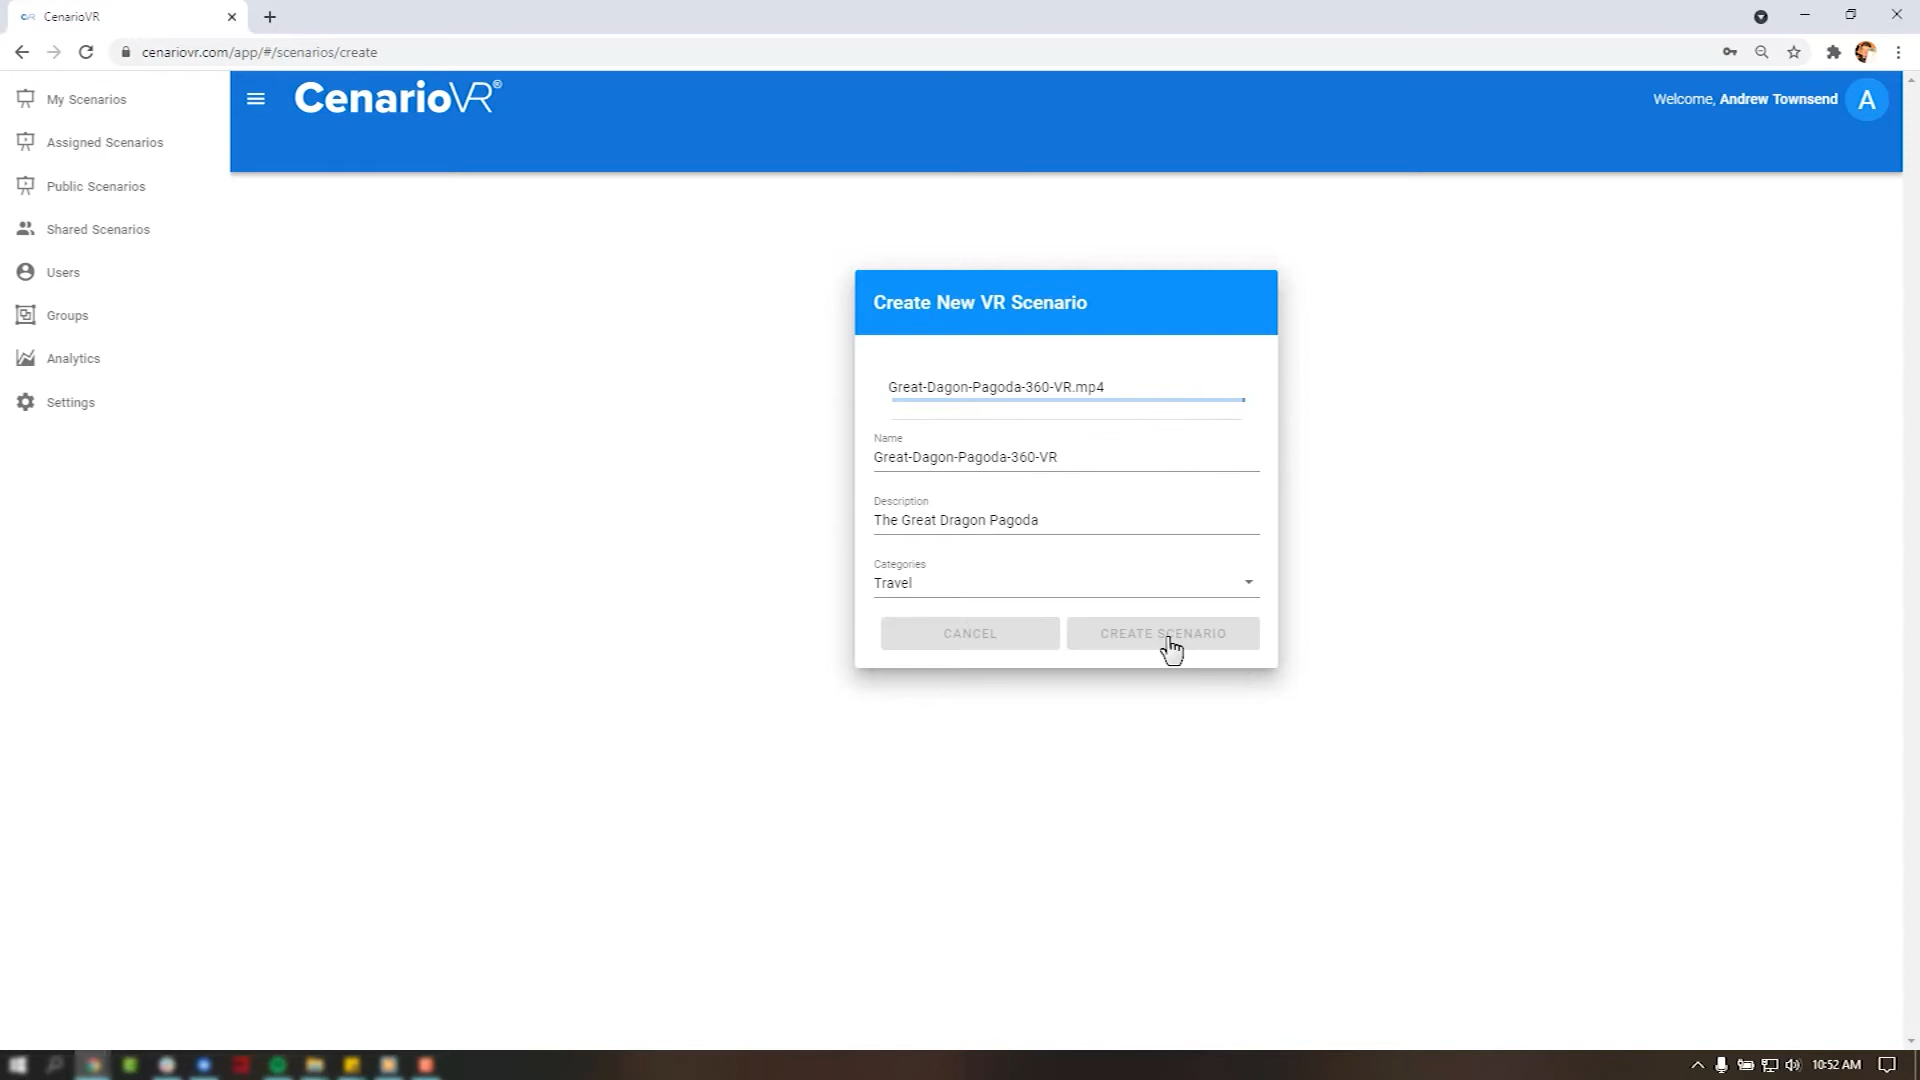 CenarioVR
cenariovr.com/app/#/scenarios/create
My Scenarios
Assigned Scenarios
Public Scenarios
Shared Scenarios
Users
Groups
Analytics
Settings
CenarioVR®
Welcome, Andrew Townsend
A
Create New VR Scenario
Great-Dagon-Pagoda-360-VR.mp4
Name
Great-Dagon-Pagoda-360-VR
Description
The Great Dragon Pagoda
Categories
Travel
CANCEL
CREATE SCENARIO
10:52 AM